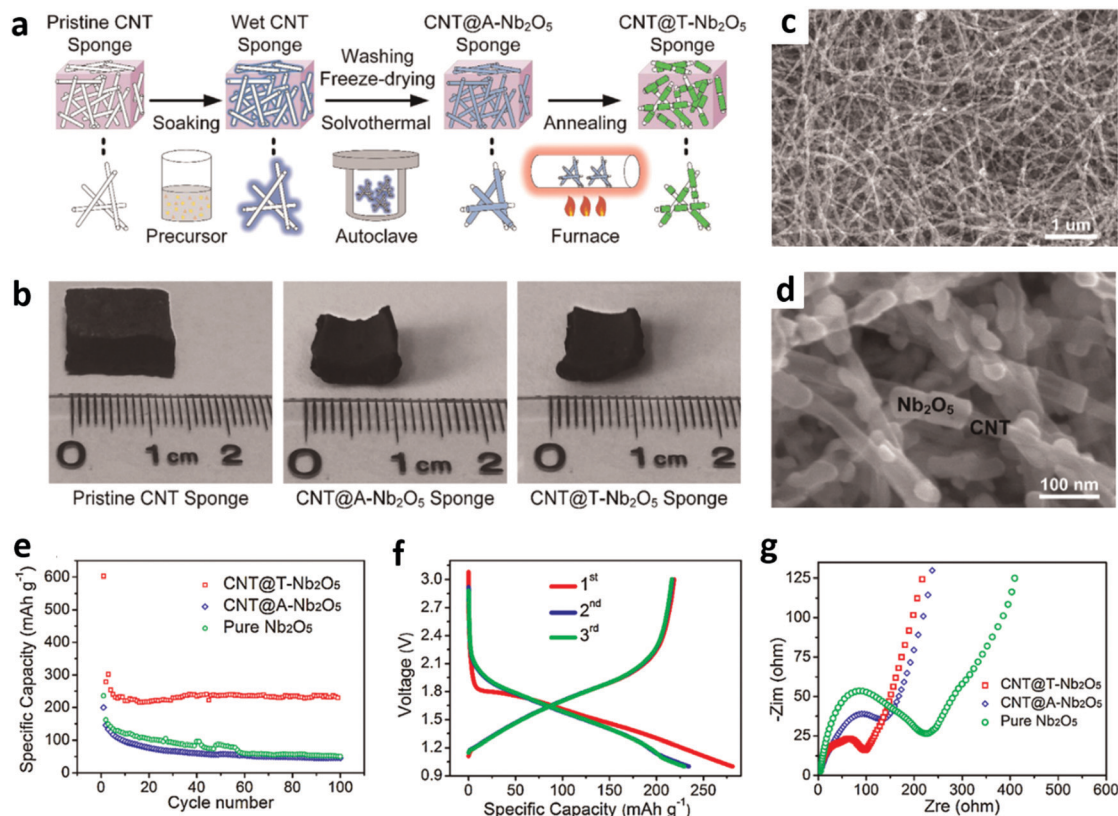 a
Pristine CNT
Sponge
Wet CNT
Sponge
CNT@A-Nb₂O₅
Sponge
CNT@T-Nb₂O₅
Sponge
Washing
Freeze-drying
Soaking
Solvothermal
Annealing
Precursor
Autoclave
Furnace
b
0 1 cm 2
0 1 cm 2
0 1 cm 2
Pristine CNT Sponge
CNT@A-Nb₂O₅ Sponge
CNT@T-Nb₂O₅ Sponge
c
1 um
d
Nb₂O₅
CNT
100 nm
e
Specific Capacity (mAh g⁻¹)
600
500
400
300
200
100
0
CNT@T-Nb₂O₅
CNT@A-Nb₂O₅
Pure Nb₂O₅
0 20 40 60 80 100
Cycle number
f
Voltage (V)
3.0
2.7
2.4
2.1
1.8
1.5
1.2
0.9
1st
2nd
3rd
0 50 100 150 200 250
Specific Capacity (mAh g⁻¹)
g
-Zim (ohm)
125
100
75
50
25
0
CNT@T-Nb₂O₅
CNT@A-Nb₂O₅
Pure Nb₂O₅
0 100 200 300 400 500
Zre (ohm)